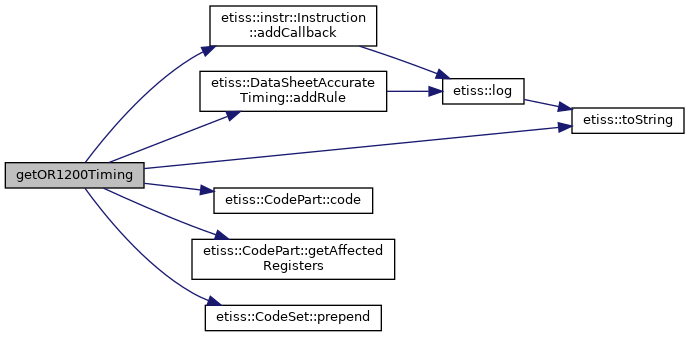 etiss::instr::Instruction
::addCallback
etiss::DataSheetAccurate
Timing::addRule
etiss::log
etiss::toString
getOR1200Timing
etiss::CodePart::code
etiss::CodePart::getAffected
Registers
etiss::CodeSet::prepend